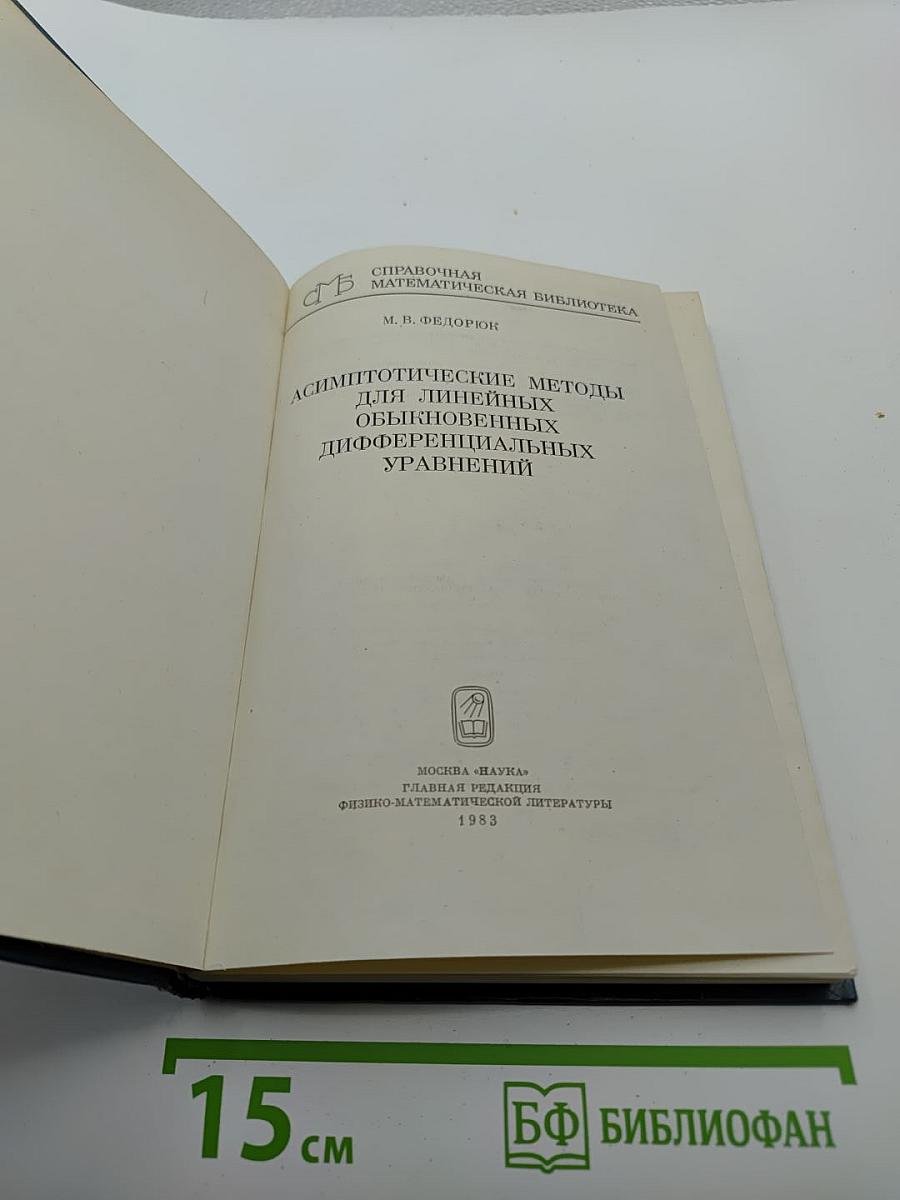 СМБ
СПРАВОЧНАЯ
МАТЕМАТИЧЕСКАЯ БИБЛИОТЕКА
М. В. ФЕДОРЮК
АСИМПТОТИЧЕСКИЕ МЕТОДЫ
ДЛЯ ЛИНЕЙНЫХ
ОБЫКНОВЕННЫХ
ДИФФЕРЕНЦИАЛЬНЫХ
УРАВНЕНИЙ
МОСКВА «НАУКА»
ГЛАВНАЯ РЕДАКЦИЯ
ФИЗИКО-МАТЕМАТИЧЕСКОЙ ЛИТЕРАТУРЫ
1983
15 см
БФ БИБЛИОФАН